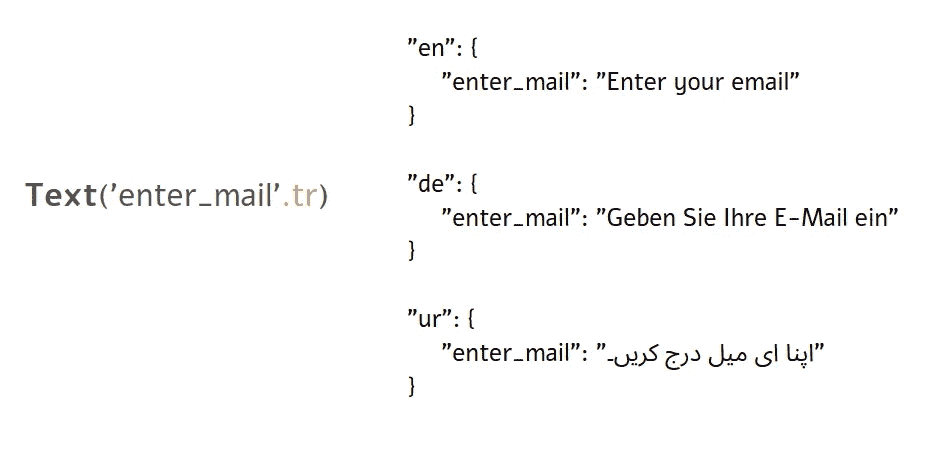 Text('enter_mail'.tr)
"en": {
"enter_mail": "Enter your email"
}
"de": {
"enter_mail": "Geben Sie Ihre E-Mail ein"
}
"ur": {
"enter_mail": "اپنا ای میل درج کریں۔"
}